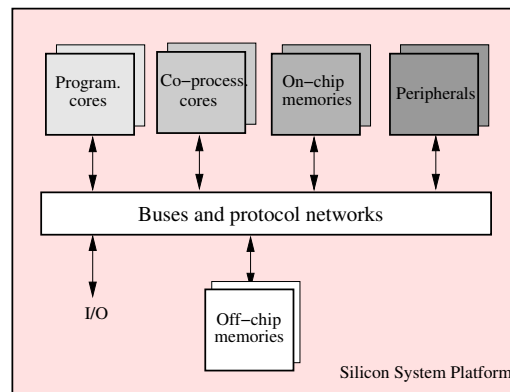 Program.
cores
Co−process.
cores
On−chip
memories
Peripherals
Buses and protocol networks
I/O
Off−chip
memories
Silicon System Platform